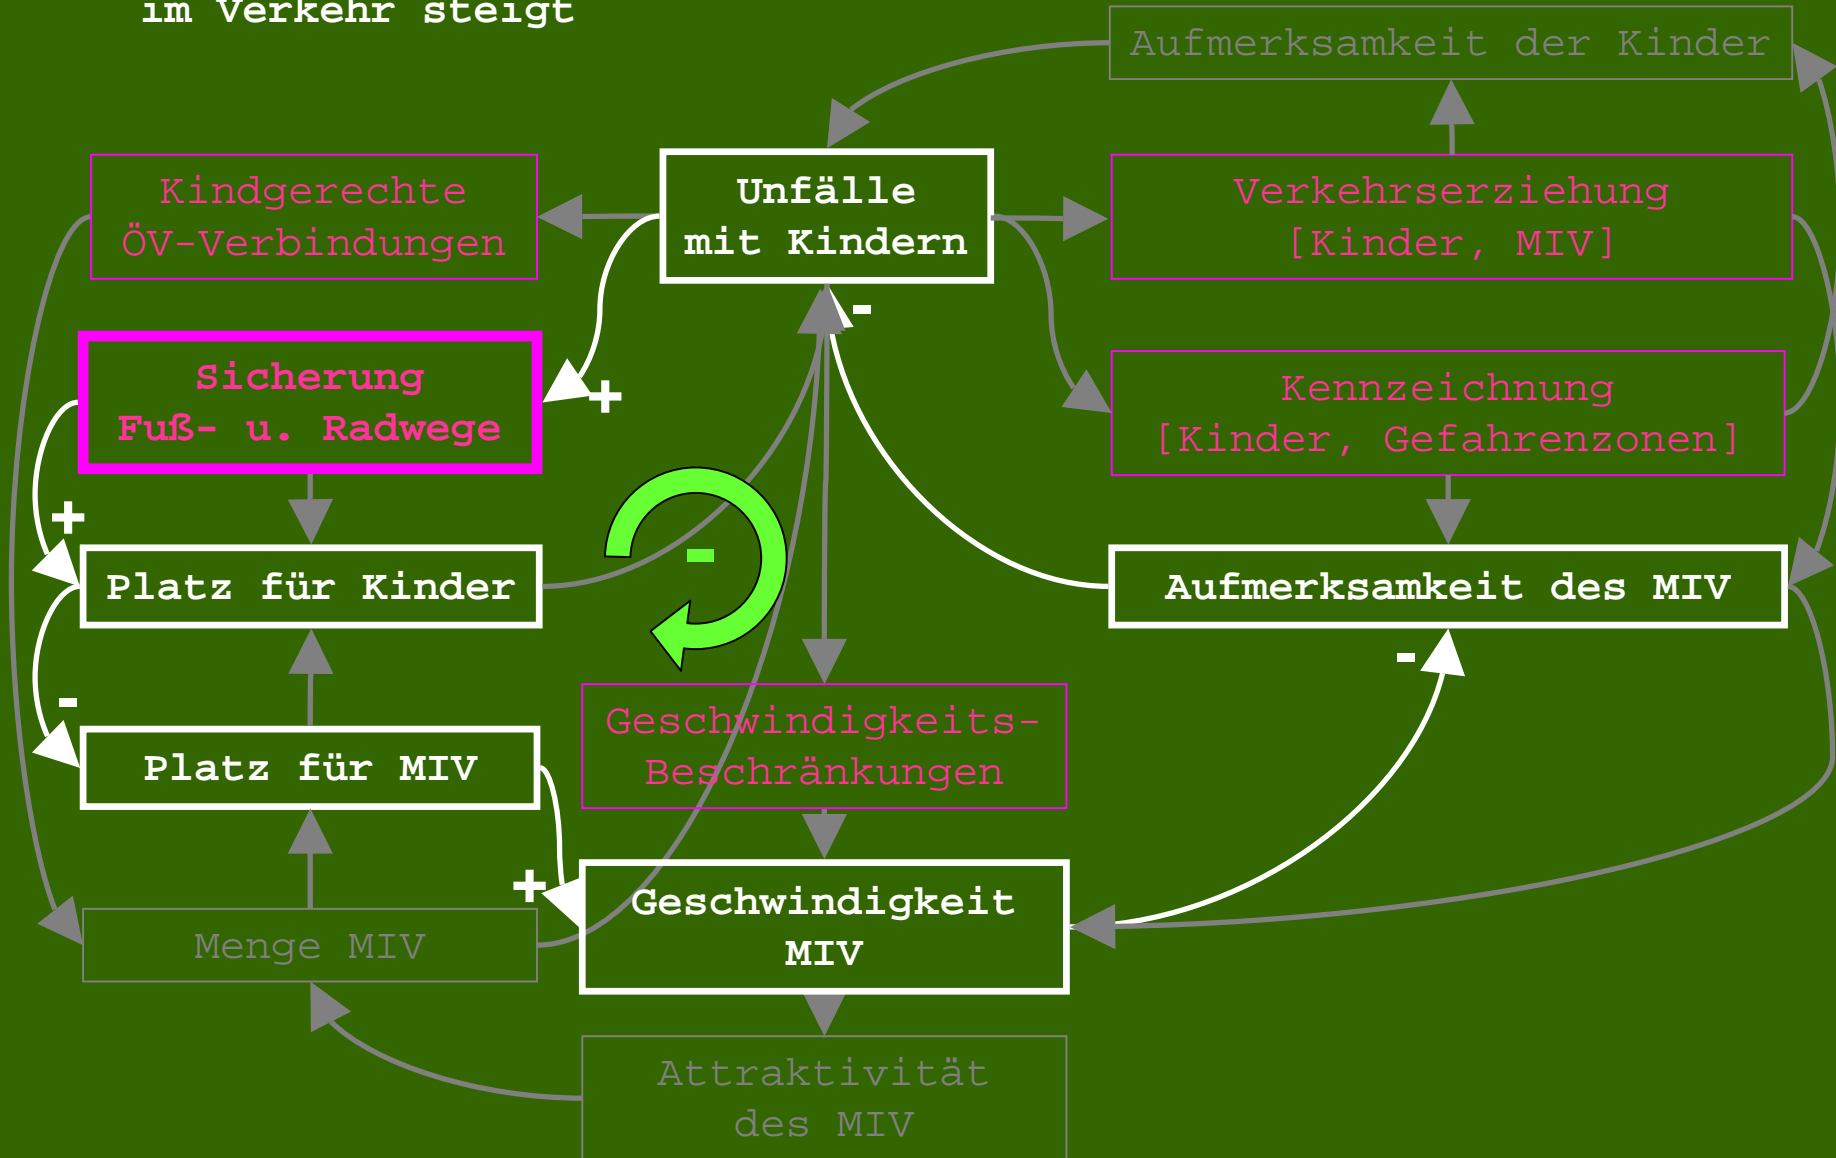 im Verkehr steigt
Aufmerksamkeit der Kinder
Kindgerechte
ÖV-Verbindungen
Unfälle
mit Kindern
Verkehrserziehung
[Kinder, MIV]
-
Sicherung
Fuß- u. Radwege
+
Kennzeichnung
[Kinder, Gefahrenzonen]
+
-
Platz für Kinder
Aufmerksamkeit des MIV
-
-
Platz für MIV
Geschwindigkeits-
Beschränkungen
+
Geschwindigkeit
MIV
Menge MIV
Attraktivität
des MIV